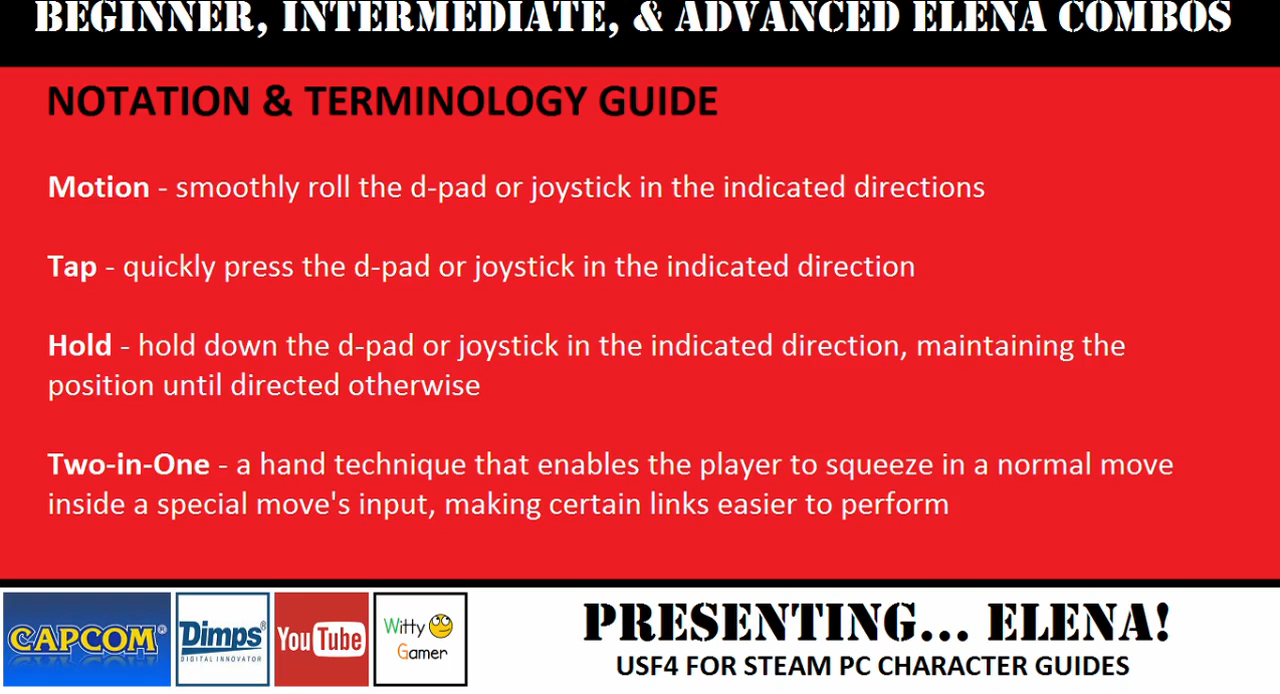 BEGINNER, INTERMEDIATE, & ADVANCED ELENA COMBOS
NOTATION & TERMINOLOGY GUIDE
Motion - smoothly roll the d-pad or joystick in the indicated directions
Tap - quickly press the d-pad or joystick in the indicated direction
Hold - hold down the d-pad or joystick in the indicated direction, maintaining the
position until directed otherwise
Two-in-One - a hand technique that enables the player to squeeze in a normal move
inside a special move's input, making certain links easier to perform
CAPCOM®
Dimps®
DIGITAL INNOVATOR
YouTube
Witty
Gamer
PRESENTING... ELENA!
USF4 FOR STEAM PC CHARACTER GUIDES